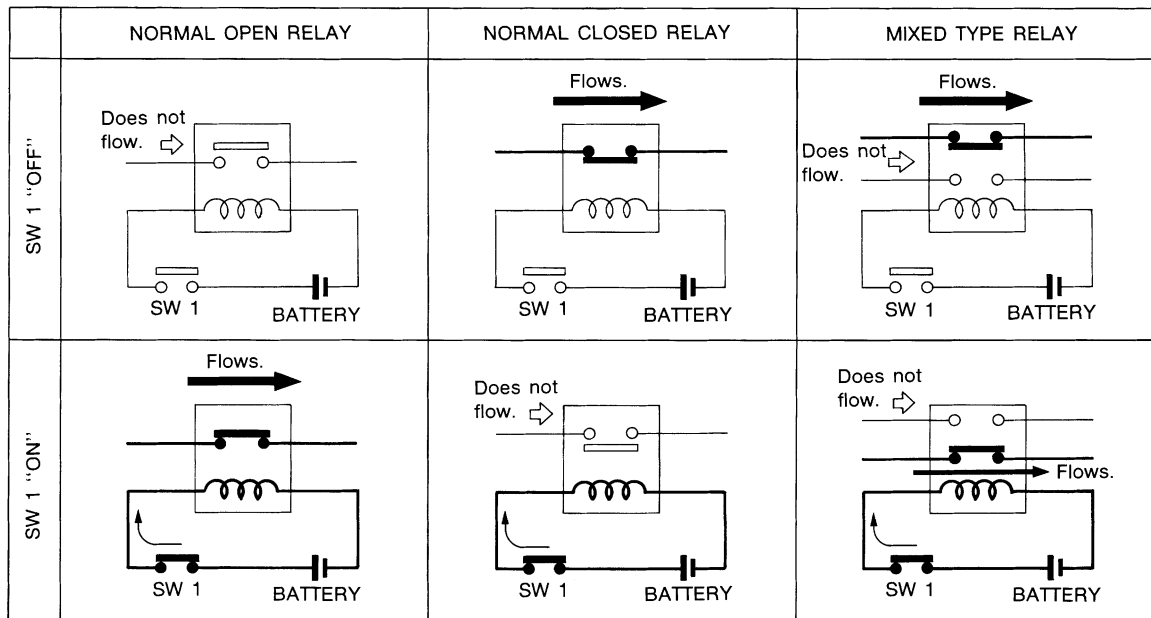 NORMAL OPEN RELAY
NORMAL CLOSED RELAY
MIXED TYPE RELAY
SW 1 "OFF"
Does not
flow.
SW 1
BATTERY
Flows.
SW 1
BATTERY
Flows.
Does not
flow.
SW 1
BATTERY
SW 1 "ON"
Flows.
SW 1
BATTERY
Does not
flow.
SW 1
BATTERY
Does not
flow.
Flows.
SW 1
BATTERY